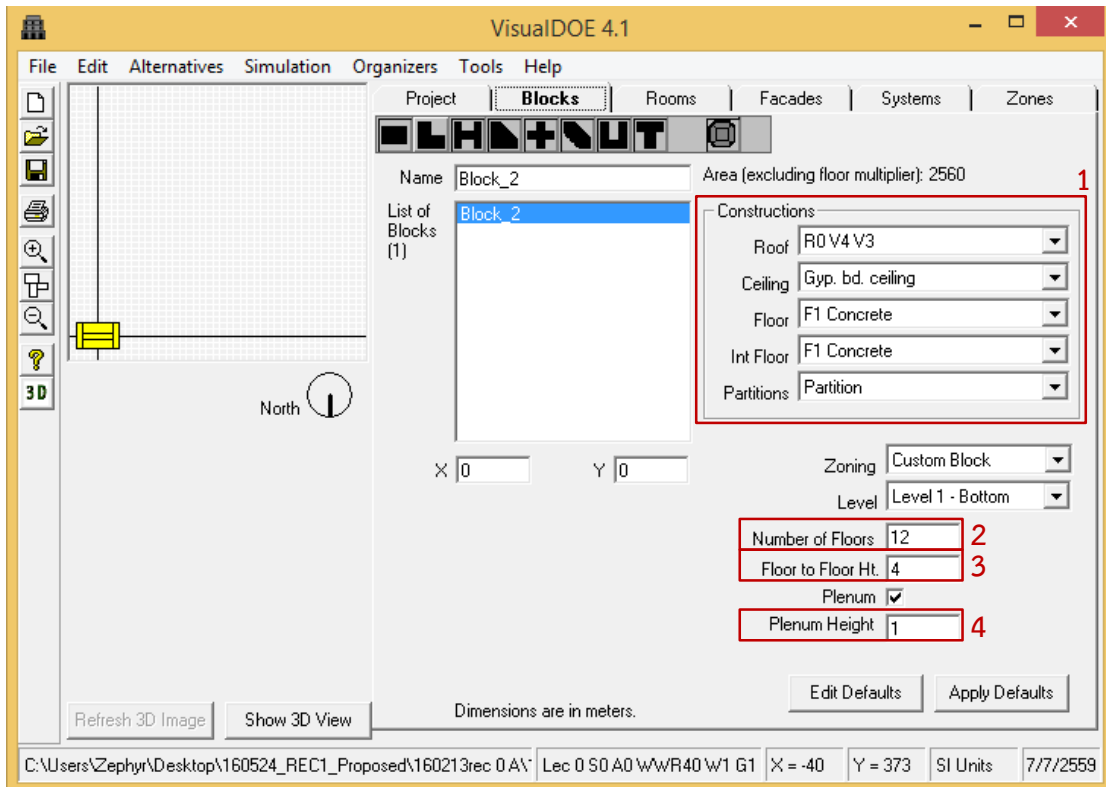 VisualDOE 4.1
File Edit Alternatives Simulation Organizers Tools Help
Project Blocks Rooms Facades Systems Zones
Name Block_2
Area (excluding floor multiplier): 2560
1
List of
Blocks
(1)
Block_2
Constructions
Roof R0 V4 V3
Ceiling Gyp. bd. ceiling
Floor F1 Concrete
Int Floor F1 Concrete
Partitions Partition
3D
North
X 0 Y 0
Zoning Custom Block
Level Level 1 - Bottom
Number of Floors 12 2
Floor to Floor Ht. 4 3
Plenum
Plenum Height 1 4
Edit Defaults Apply Defaults
Refresh 3D Image Show 3D View
Dimensions are in meters.
C:\Users\Zephyr\Desktop\160524_REC1_Proposed\160213rec 0 A\ Lec 0 S0 A0 WWR40 W1 G1 X = -40 Y = 373 SI Units 7/7/2559